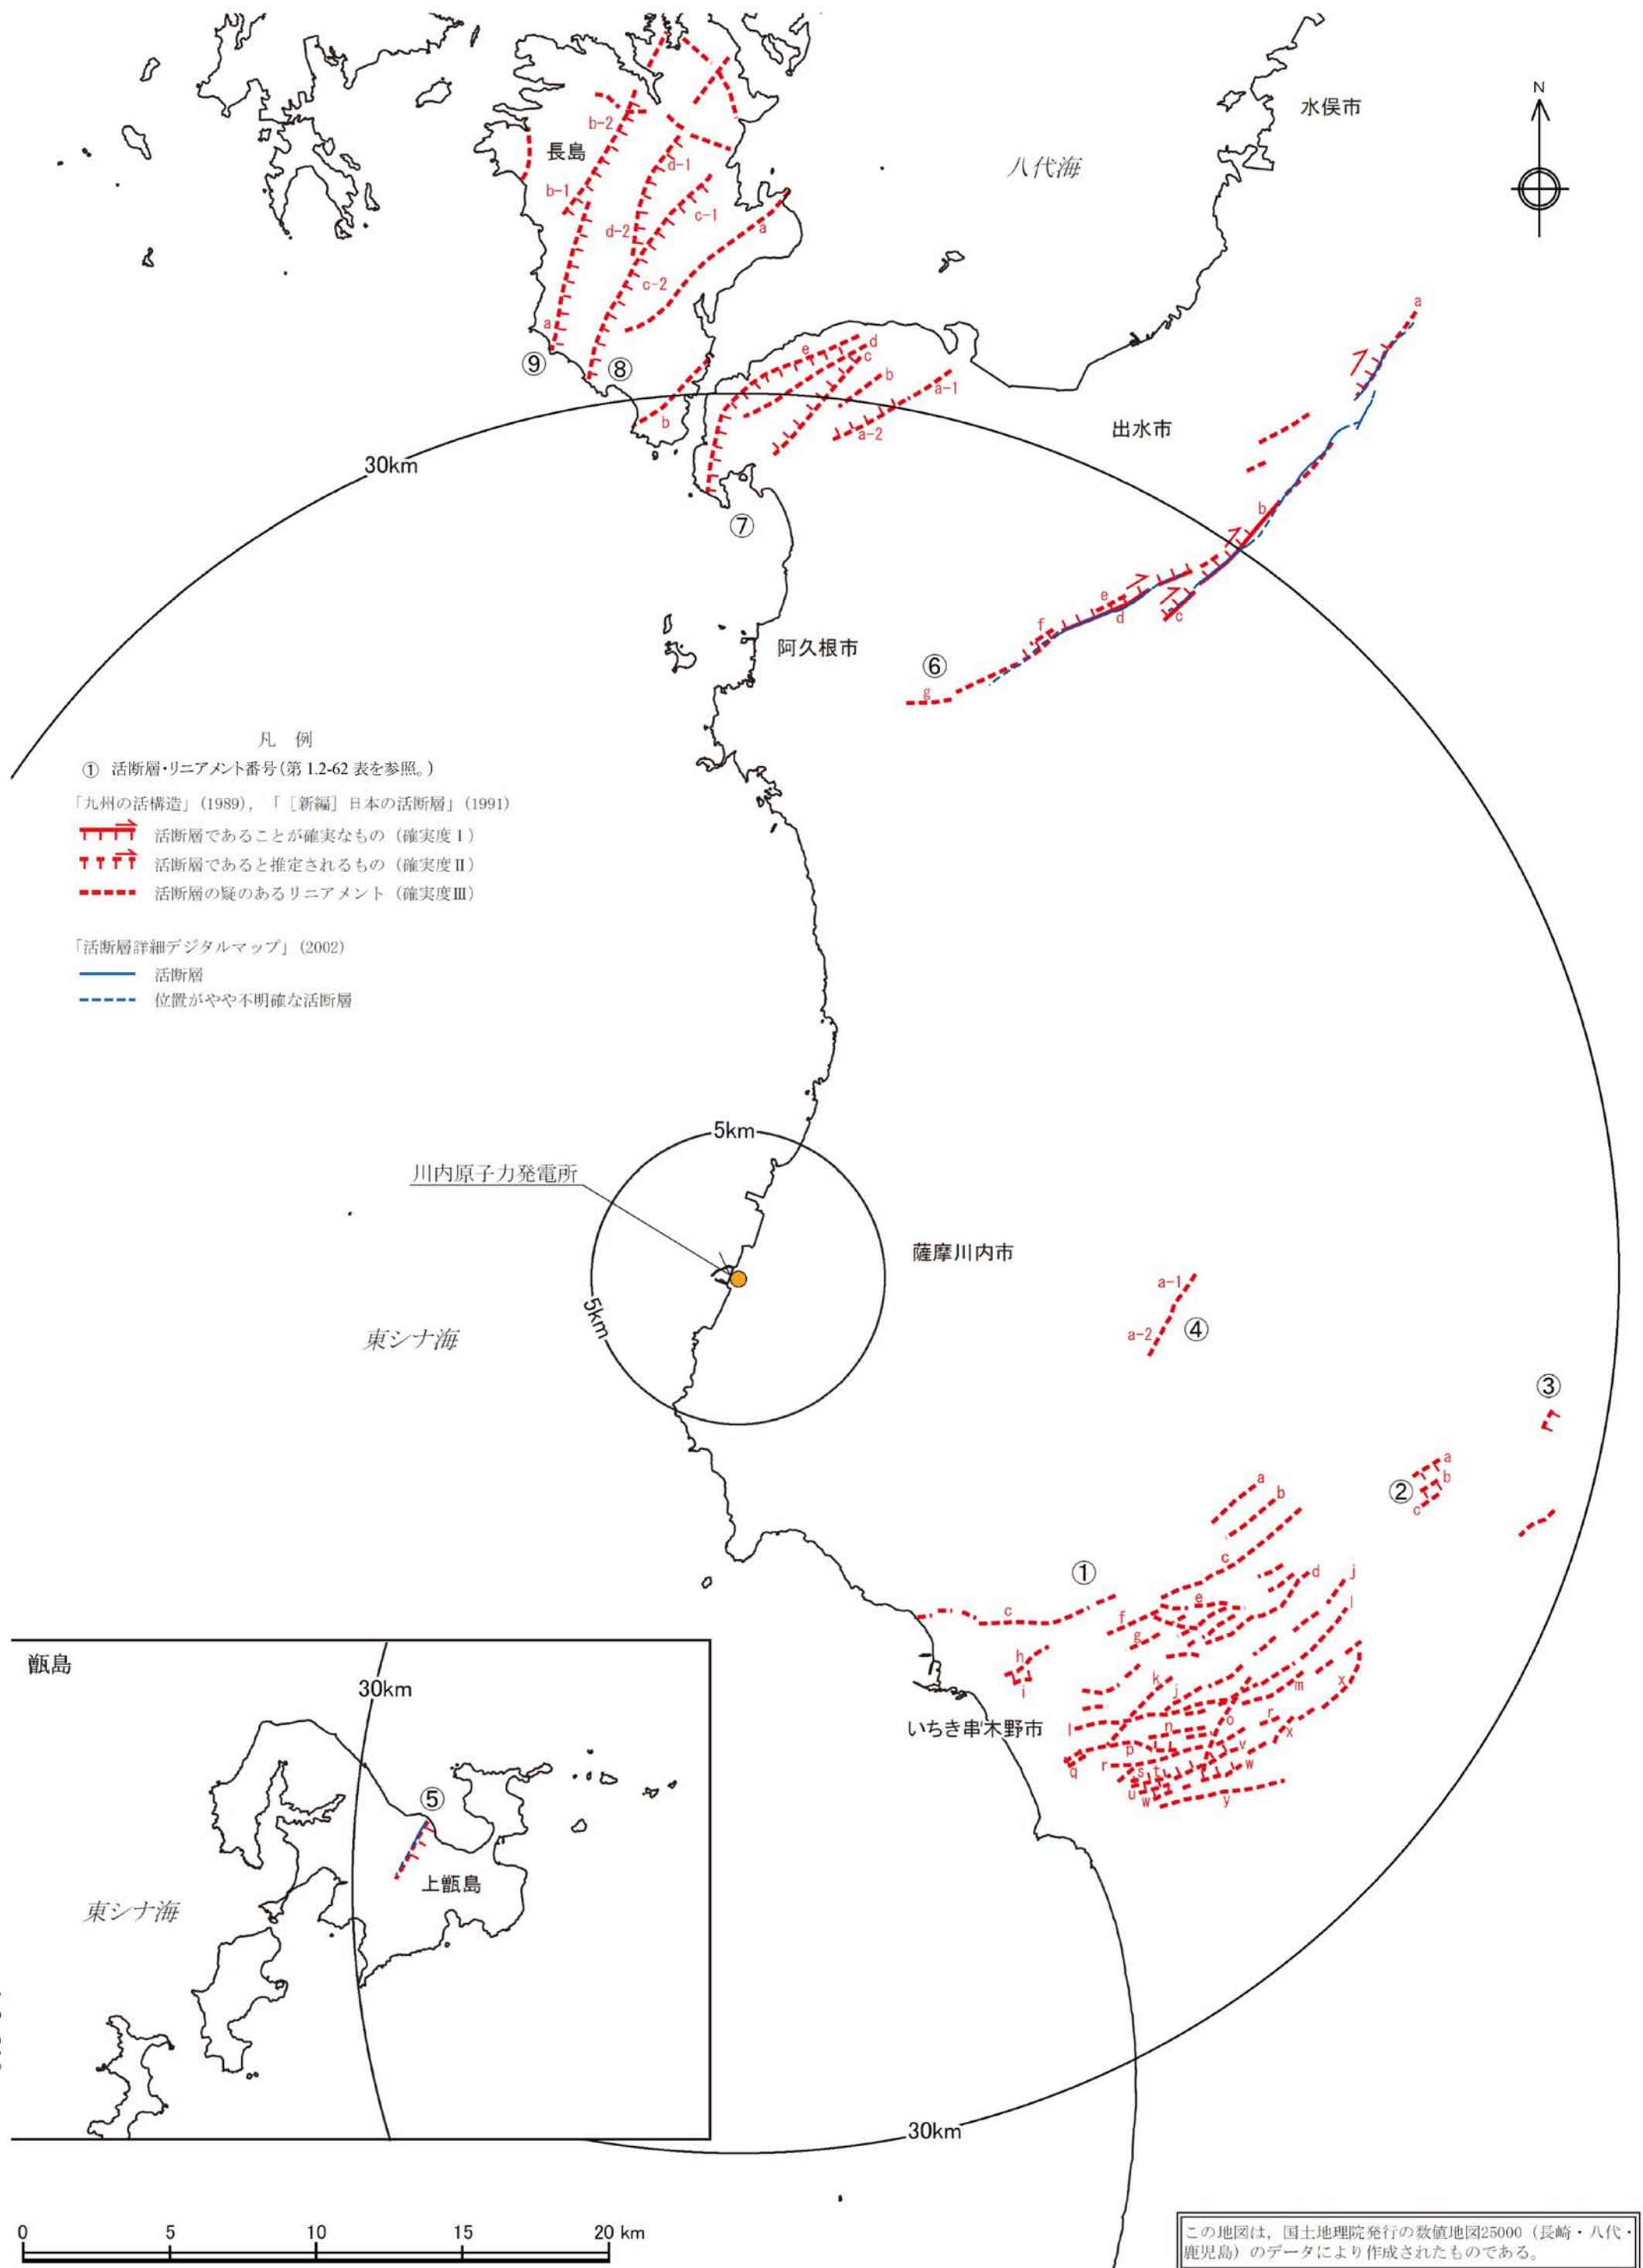 N
水俣市
八代海
長島
b-2
b-1
d-1
d-2
c-1
c-2
a
a
⑨
⑧
b
e
d
c
b
a-1
a-2
⑦
30km
出水市
a
b
c
d
e
f
g
⑥
阿久根市
凡 例
① 活断層・リニアメント番号(第 1.2-62 表を参照。)
「九州の活構造」(1989), 「[新編] 日本の活断層」(1991)
活断層であることが確実なもの (確実度Ⅰ)
活断層であると推定されるもの (確実度Ⅱ)
活断層の疑のあるリニアメント (確実度Ⅲ)
「活断層詳細デジタルマップ」(2002)
活断層
位置がやや不明確な活断層
5km
川内原子力発電所
5km
東シナ海
薩摩川内市
a-1
a-2
④
③
②
a
b
c
①
a
b
c
c
d
e
f
g
h
i
j
k
j
l
l
m
n
o
p
q
r
r
s
t
u
v
w
w
x
x
y
いちき串木野市
甑島
30km
⑤
上甑島
東シナ海
30km
0 5 10 15 20 km
この地図は, 国土地理院発行の数値地図25000 (長崎・八代・
鹿児島) のデータにより作成されたものである。